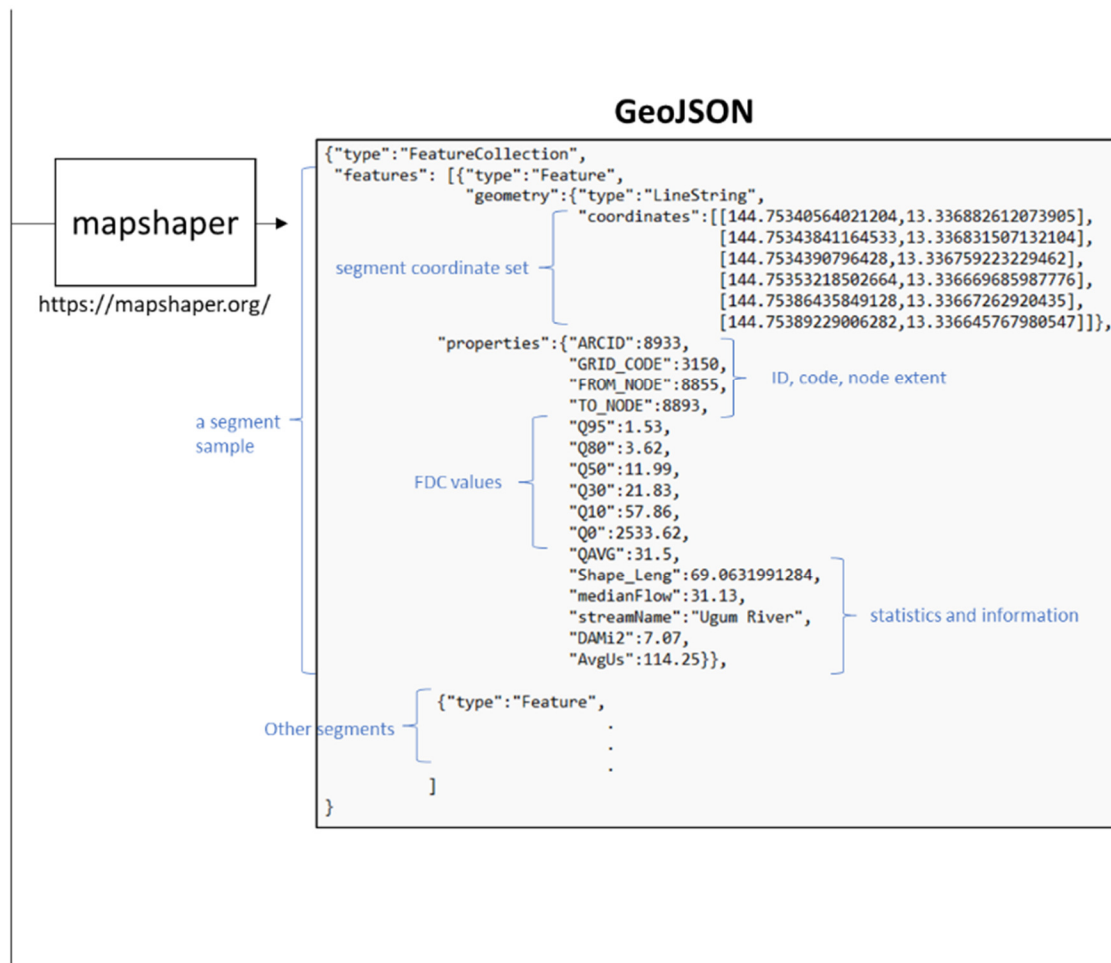 GeoJSON
mapshaper
https://mapshaper.org/
{"type":"FeatureCollection",
"features": [{"type":"Feature",
"geometry":{"type":"LineString",
"coordinates":[[144.75340564021204,13.336882612073905],
[144.75343841164533,13.336831507132104],
[144.7534390796428,13.336759223229462],
[144.75353218502664,13.336669685987776],
[144.75386435849128,13.33667262920435],
[144.75389229006282,13.336645767980547]]},
segment coordinate set
"properties":{"ARCID":8933,
"GRID_CODE":3150,
"FROM_NODE":8855,
"TO_NODE":8893,
ID, code, node extent
a segment
sample
"Q95":1.53,
"Q80":3.62,
"Q50":11.99,
"Q30":21.83,
"Q10":57.86,
"Q0":2533.62,
FDC values
"QAVG":31.5,
"Shape_Leng":69.0631991284,
"medianFlow":31.13,
"streamName":"Ugum River",
"DAMi2":7.07,
"AvgUs":114.25}},
statistics and information
{"type":"Feature",
Other segments
.
.
.
]
}